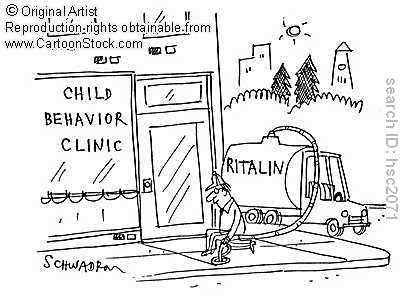 © Original Artist
Reproduction rights obtainable from
www.CartoonStock.com
CHILD
BEHAVIOR
CLINIC
RITALIN
SCHWADRON
search ID: hsc2071